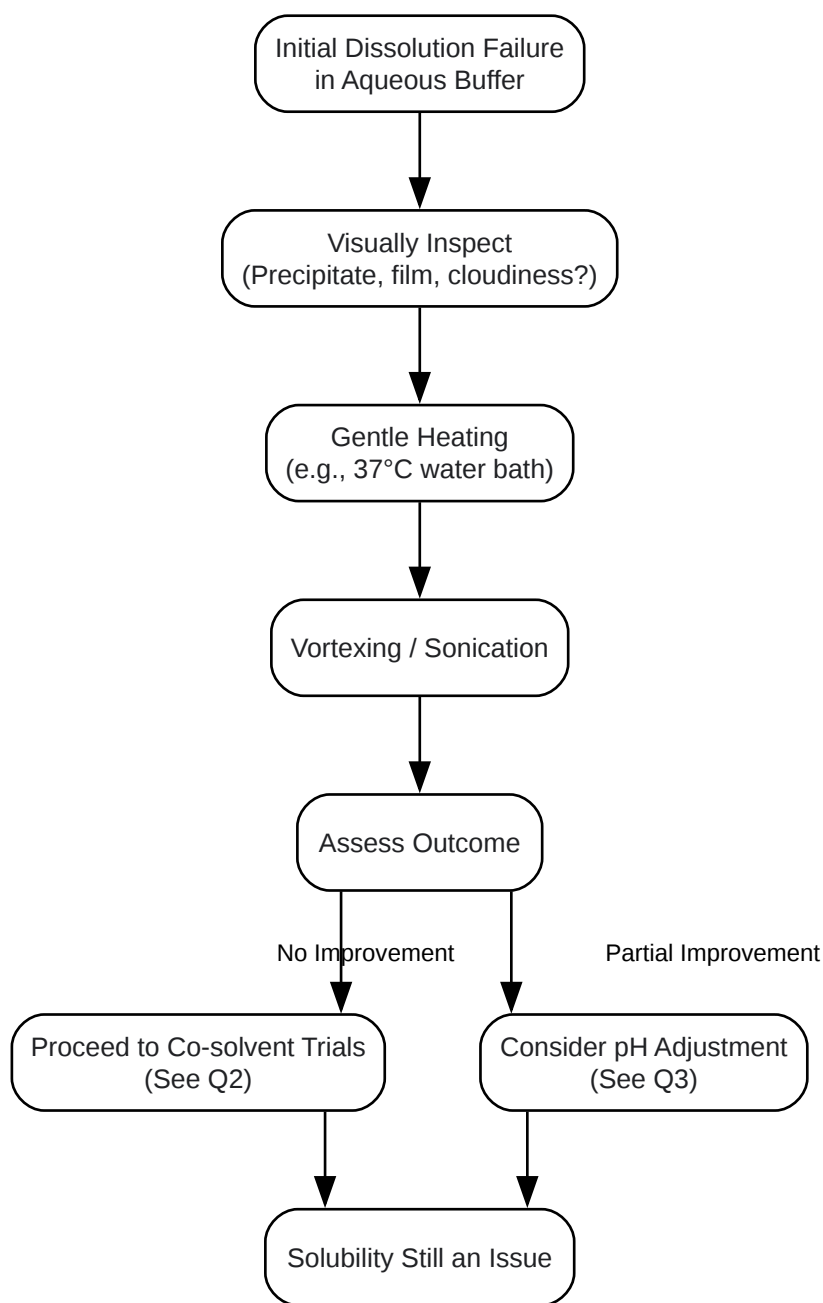 Initial Dissolution Failure
in Aqueous Buffer
Visually Inspect
(Precipitate, film, cloudiness?)
Gentle Heating
(e.g., 37°C water bath)
Vortexing / Sonication
Assess Outcome
No Improvement
Partial Improvement
Proceed to Co-solvent Trials
(See Q2)
Consider pH Adjustment
(See Q3)
Solubility Still an Issue